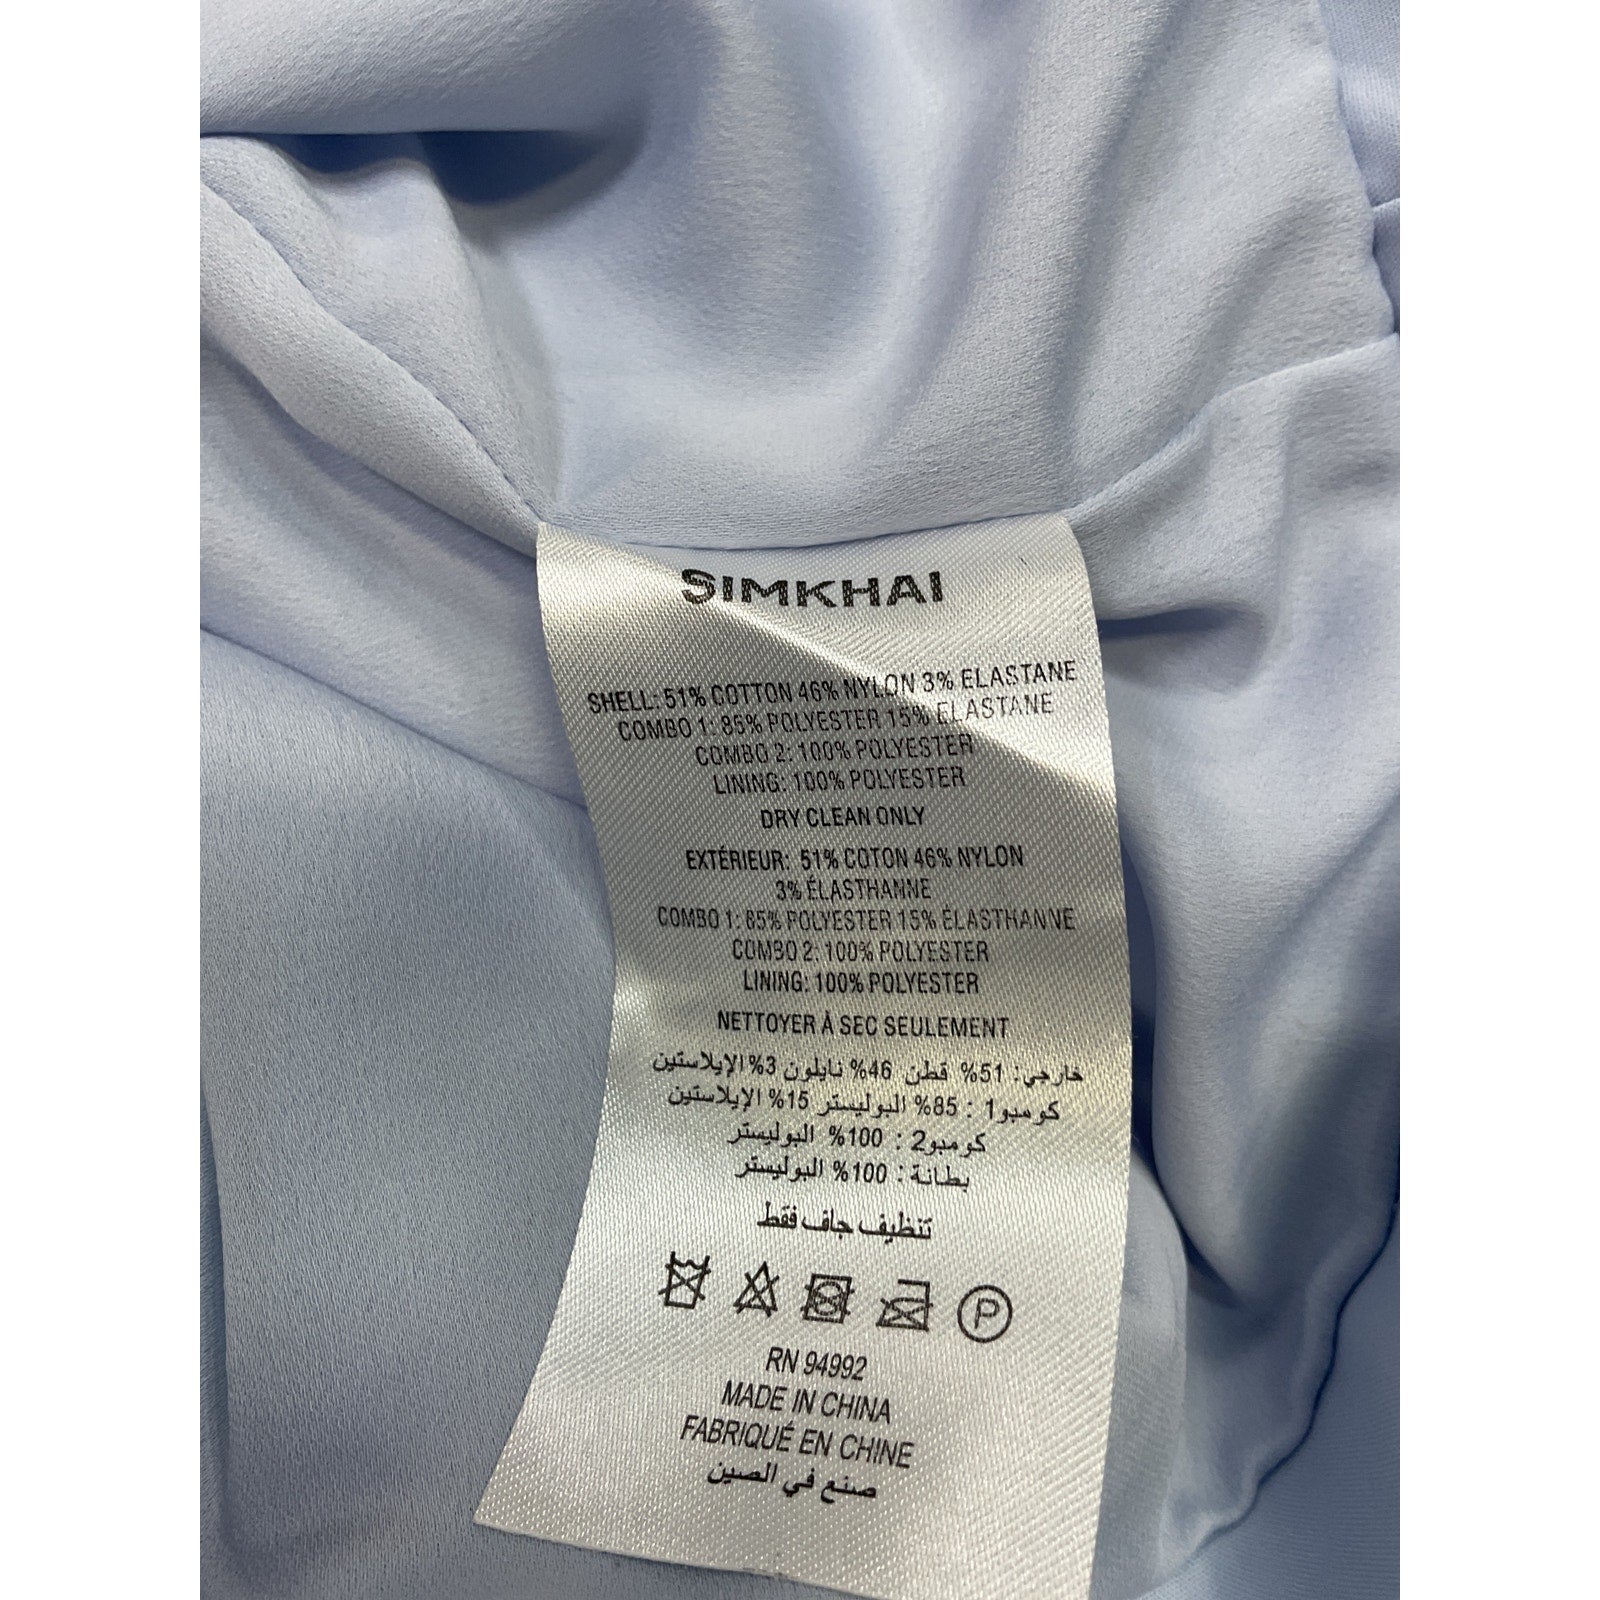 SIMKHAI
SHELL: 51% COTTON 46% NYLON 3% ELASTANE
COMBO 1: 85% POLYESTER 15% ELASTANE
COMBO 2: 100% POLYESTER
LINING: 100% POLYESTER
DRY CLEAN ONLY
EXTÉRIEUR: 51% COTON 46% NYLON
3% ÉLASTHANNE
COMBO 1: 85% POLYESTER 15% ÉLASTHANNE
COMBO 2: 100% POLYESTER
LINING: 100% POLYESTER
NETTOYER À SEC SEULEMENT
خارجي: 51% قطن 46% نايلون 3% الإيلاستين
كومبو1 : 85% البوليستر 15% الإيلاستين
كومبو2 : 100% البوليستر
بطانة : 100% البوليستر
تنظيف جاف فقط
P
RN 94992
MADE IN CHINA
FABRIQUÉ EN CHINE
صنع في الصين